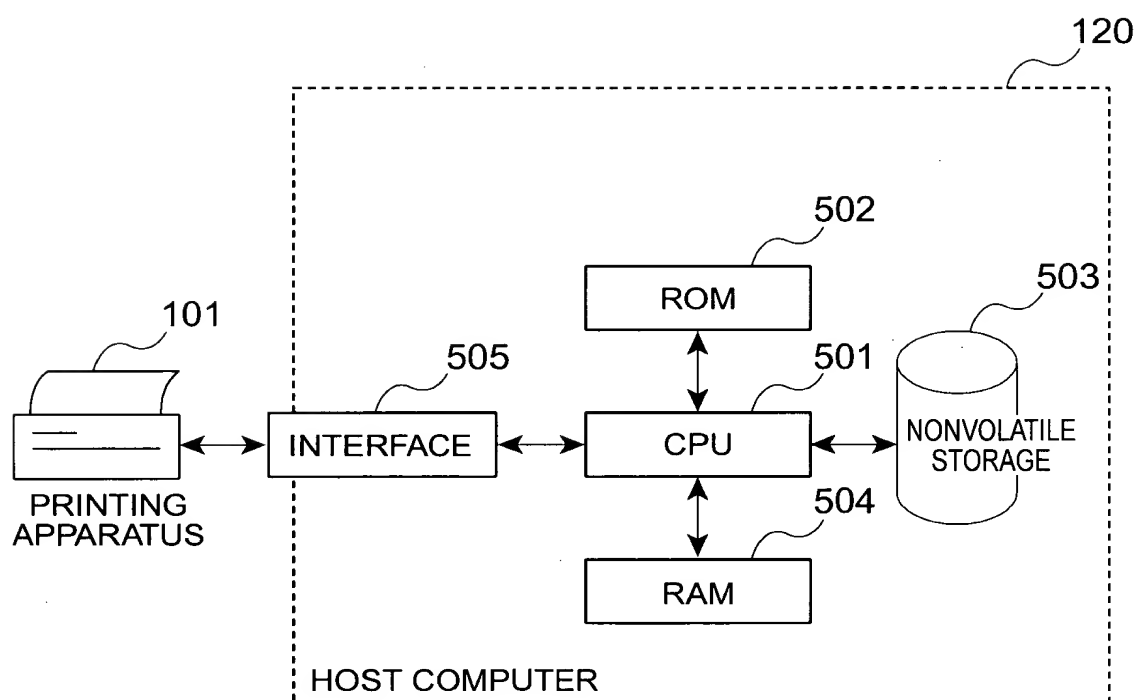 120
502
ROM
503
101
505
501
INTERFACE
CPU
NONVOLATILE
STORAGE
PRINTING
APPARATUS
504
RAM
HOST COMPUTER